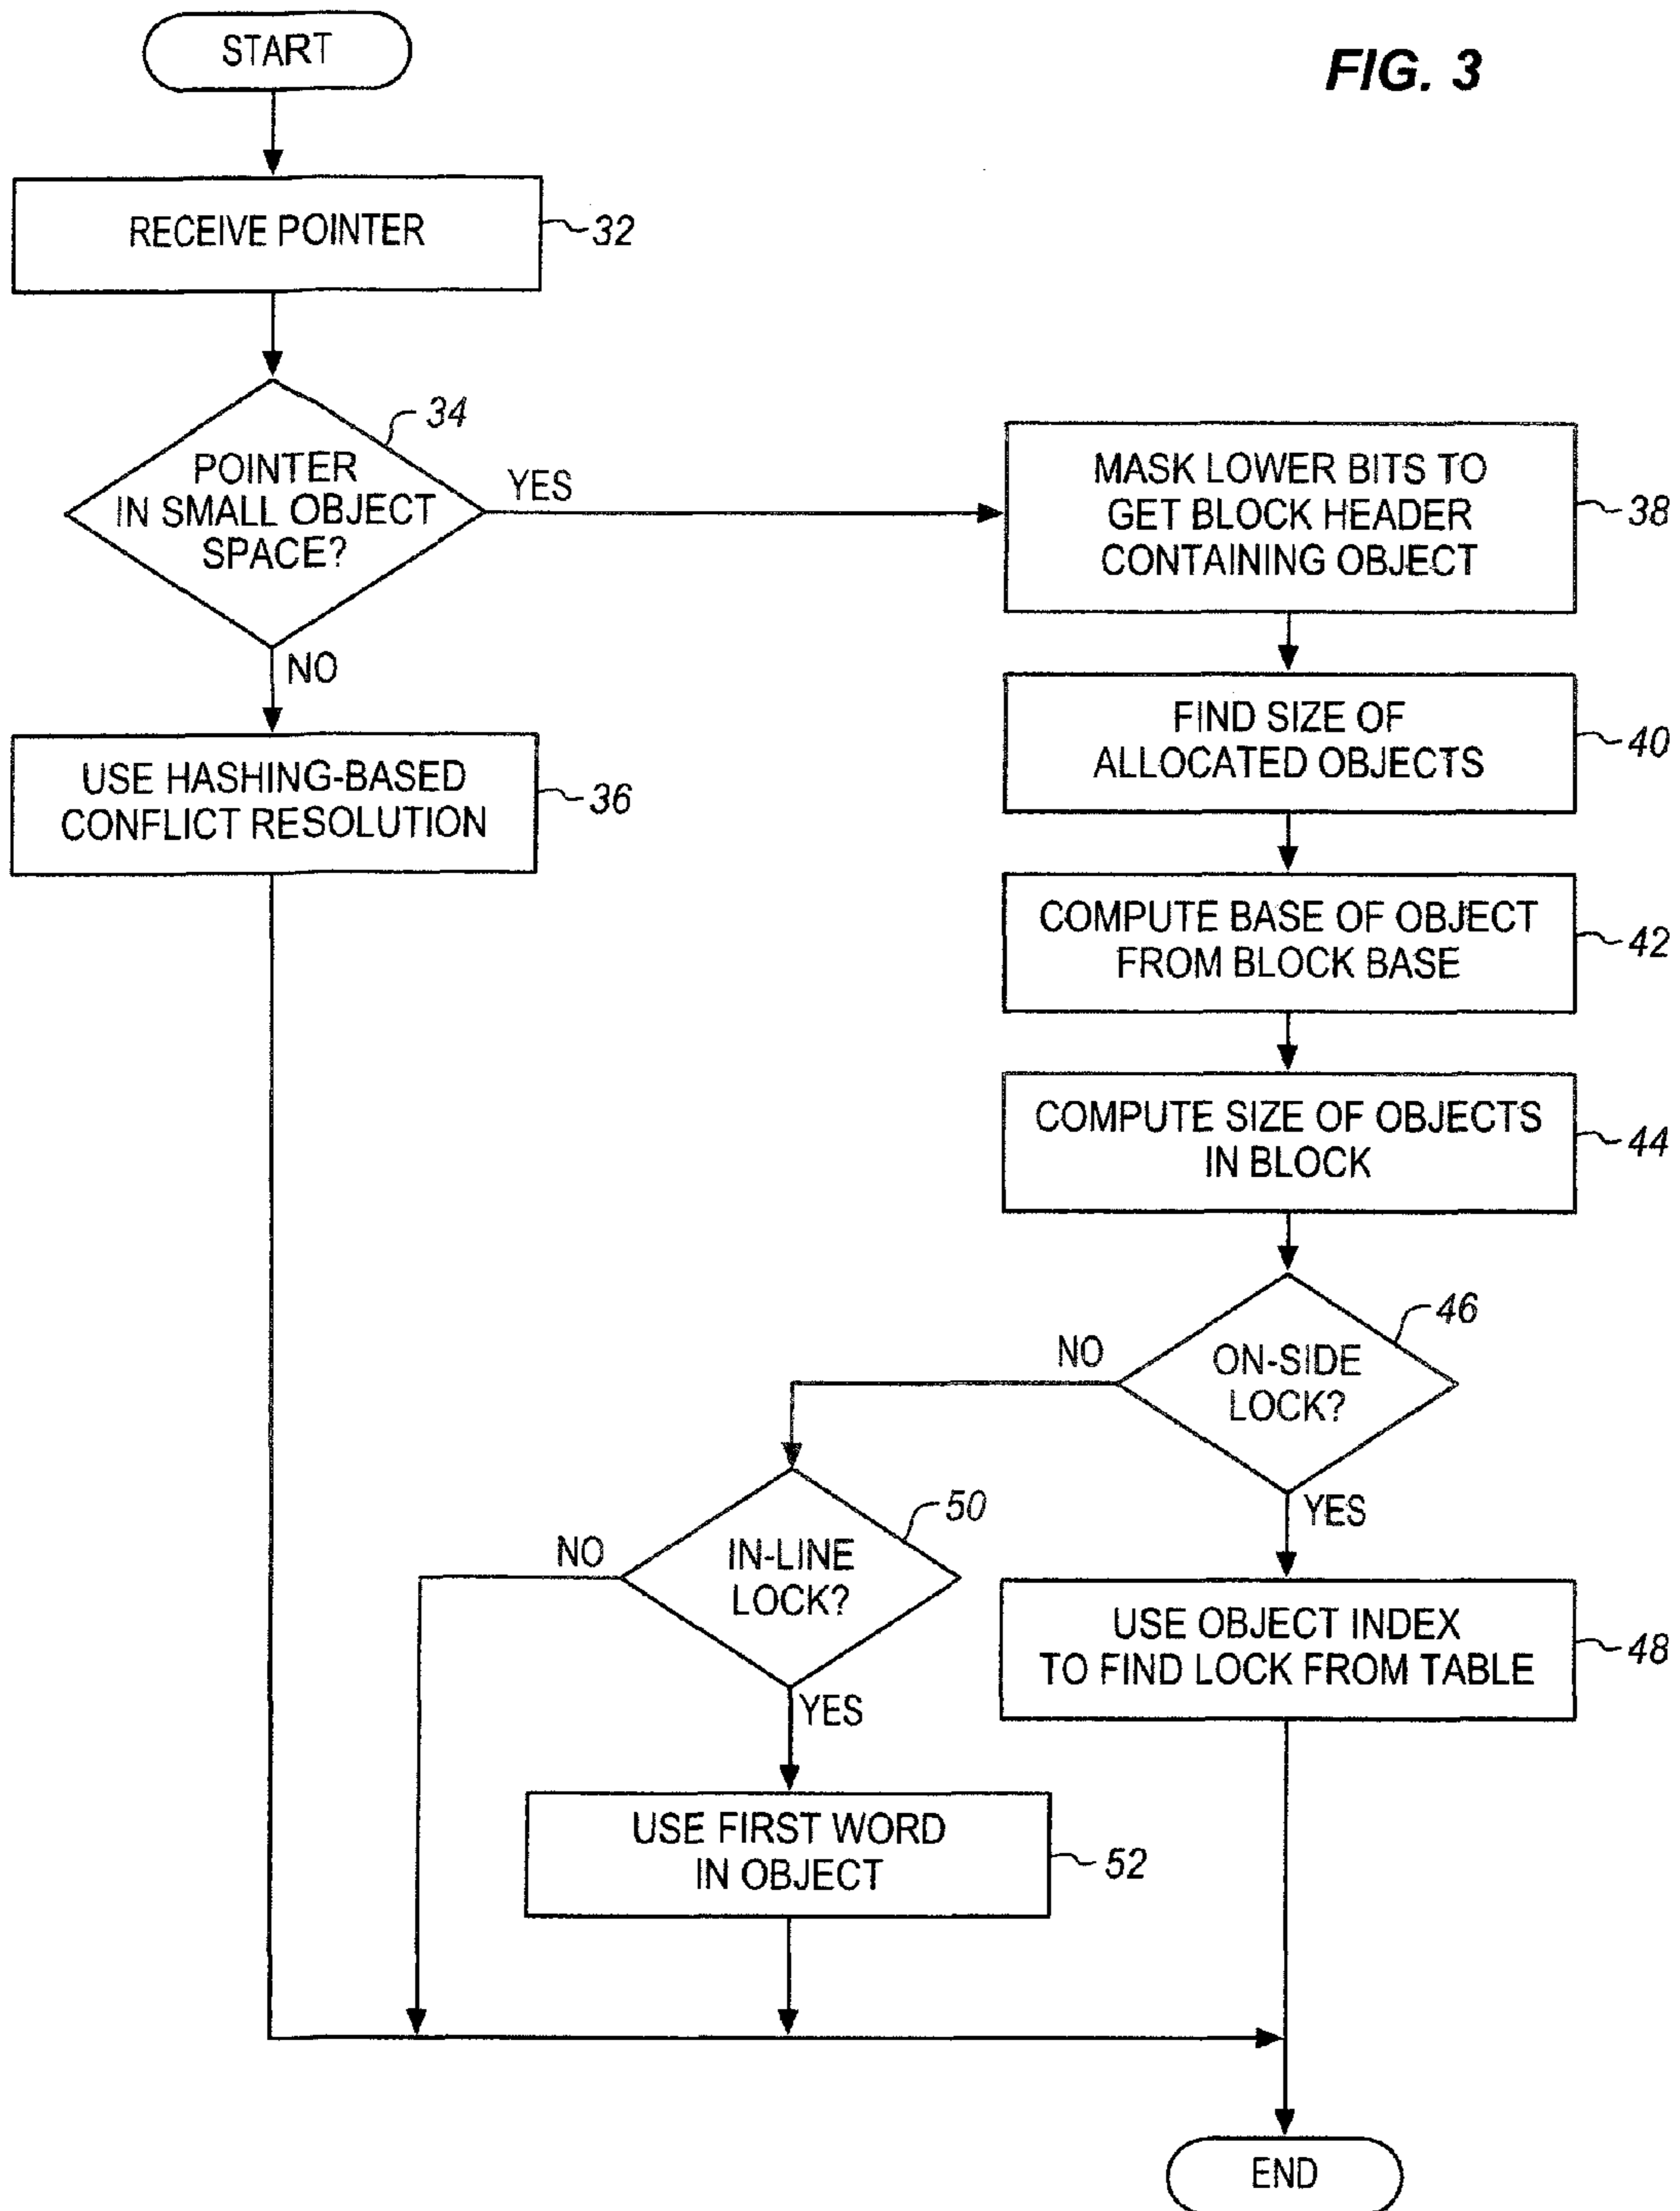 FIG. 3
START
RECEIVE POINTER
32
34
POINTER
IN SMALL OBJECT
SPACE?
YES
NO
USE HASHING-BASED
CONFLICT RESOLUTION
36
MASK LOWER BITS TO
GET BLOCK HEADER
CONTAINING OBJECT
38
FIND SIZE OF
ALLOCATED OBJECTS
40
COMPUTE BASE OF OBJECT
FROM BLOCK BASE
42
COMPUTE SIZE OF OBJECTS
IN BLOCK
44
46
ON-SIDE
LOCK?
NO
YES
USE OBJECT INDEX
TO FIND LOCK FROM TABLE
48
50
IN-LINE
LOCK?
NO
YES
USE FIRST WORD
IN OBJECT
52
END